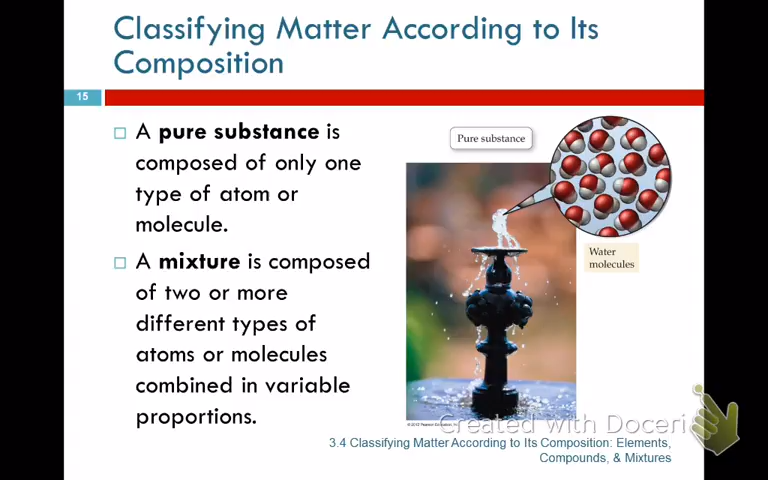 Classifying Matter According to Its
Composition
15
□ A pure substance is
composed of only one
type of atom or
molecule.
□ A mixture is composed
of two or more
different types of
atoms or molecules
combined in variable
proportions.
Pure substance
Water
molecules
Created with Doceri
3.4 Classifying Matter According to Its Composition: Elements,
Compounds, & Mixtures